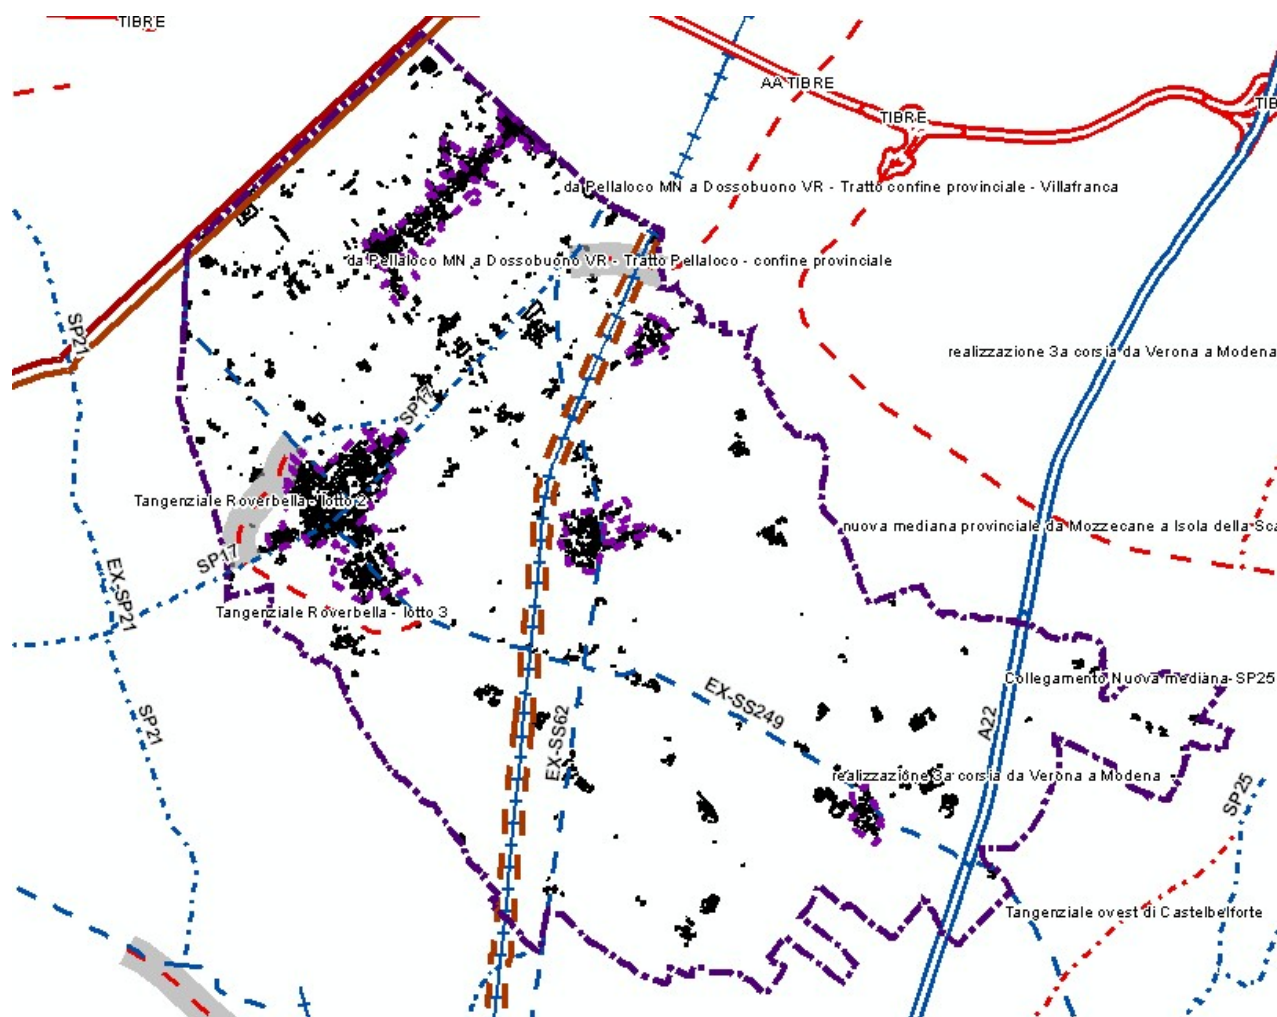 TIBRE
AA TIBRE
TIB
TIBRE
da Pellaloco MN a Dossobuono VR - Tratto confine provinciale - Villafranca
da Pellaloco MN a Dossobuono VR - Tratto Pellaloco - confine provinciale
SP21
realizzazione 3a corsia da Verona a Modena
SP17
Tangenziale Roverbella - lotto 2
nuova mediana provinciale da Mozzecane a Isola della Sca
SP17
EX-SP21
Tangenziale Roverbella - lotto 3
Collegamento Nuova mediana-SP25
EX-SS249
SP21
A22
EX-SS62
realizzazione 3a corsia da Verona a Modena
SP25
Tangenziale ovest di Castelbelforte